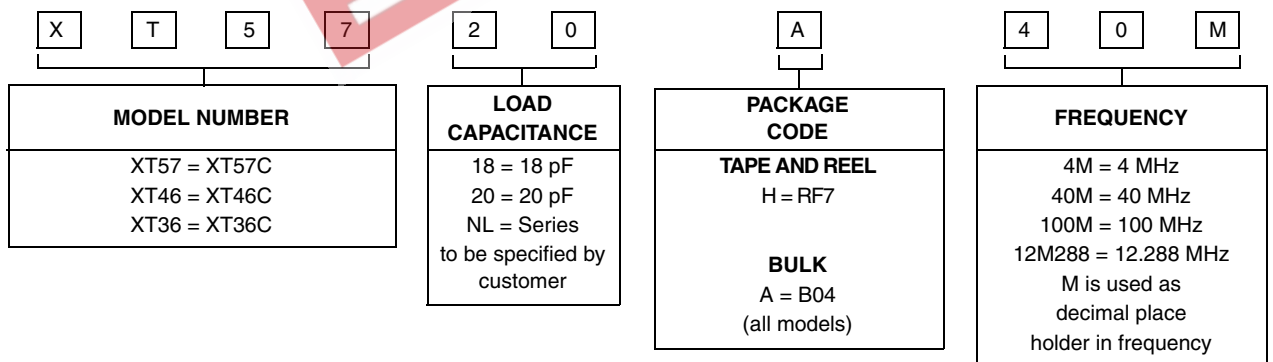 X T 5 7 2 0 A 4 0 M
MODEL NUMBER
XT57 = XT57C
XT46 = XT46C
XT36 = XT36C
LOAD
CAPACITANCE
18 = 18 pF
20 = 20 pF
NL = Series
to be specified by
customer
PACKAGE
CODE
TAPE AND REEL
H = RF7
BULK
A = B04
(all models)
FREQUENCY
4M = 4 MHz
40M = 40 MHz
100M = 100 MHz
12M288 = 12.288 MHz
M is used as
decimal place
holder in frequency